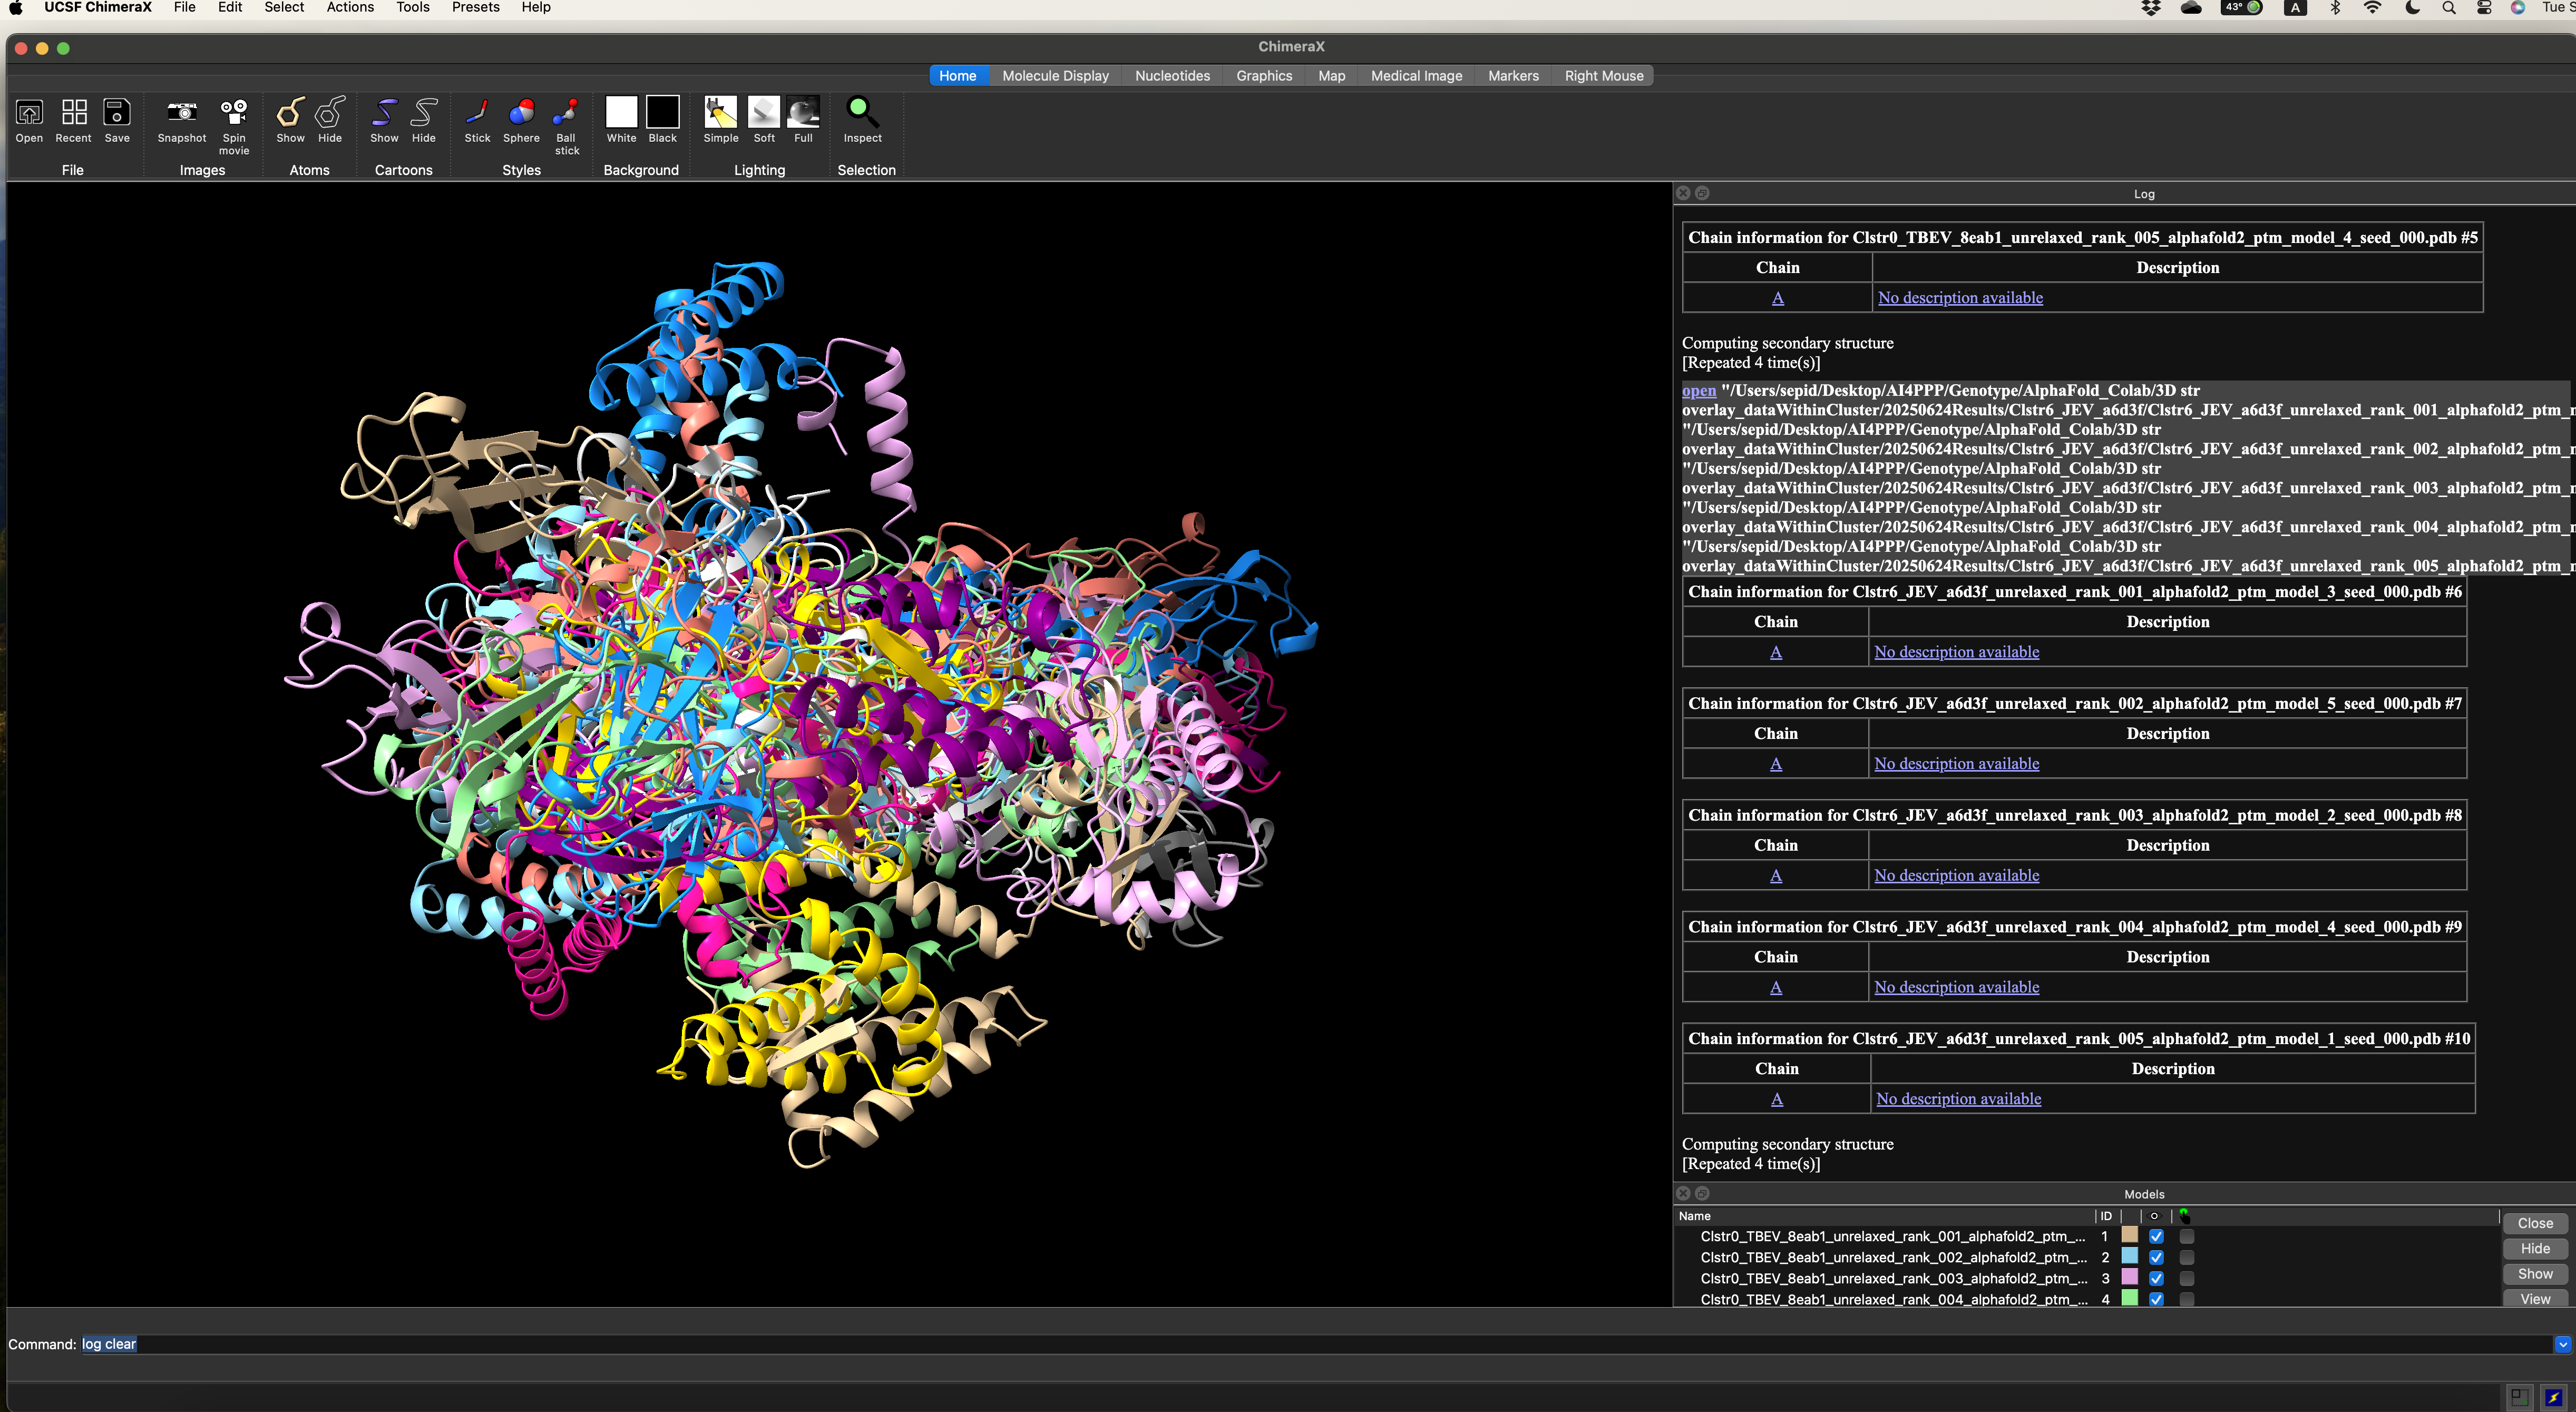 UCSF ChimeraX File Edit Select Actions Tools Presets Help
43° A Tue S
ChimeraX
Home Molecule Display Nucleotides Graphics Map Medical Image Markers Right Mouse
Open Recent Save Snapshot Spin movie Show Hide Show Hide Stick Sphere Ball stick White Black Simple Soft Full Inspect
File Images Atoms Cartoons Styles Background Lighting Selection
Log
Chain information for Clstr0_TBEV_8eab1_unrelaxed_rank_005_alphafold2_ptm_model_4_seed_000.pdb #5
Chain Description
A No description available
Computing secondary structure
[Repeated 4 time(s)]
open "/Users/sepid/Desktop/AI4PPP/Genotype/AlphaFold_Colab/3D str
overlay_dataWithinCluster/20250624Results/Clstr6_JEV_a6d3f/Clstr6_JEV_a6d3f_unrelaxed_rank_001_alphafold2_ptm_
"/Users/sepid/Desktop/AI4PPP/Genotype/AlphaFold_Colab/3D str
overlay_dataWithinCluster/20250624Results/Clstr6_JEV_a6d3f/Clstr6_JEV_a6d3f_unrelaxed_rank_002_alphafold2_ptm_
"/Users/sepid/Desktop/AI4PPP/Genotype/AlphaFold_Colab/3D str
overlay_dataWithinCluster/20250624Results/Clstr6_JEV_a6d3f/Clstr6_JEV_a6d3f_unrelaxed_rank_003_alphafold2_ptm_
"/Users/sepid/Desktop/AI4PPP/Genotype/AlphaFold_Colab/3D str
overlay_dataWithinCluster/20250624Results/Clstr6_JEV_a6d3f/Clstr6_JEV_a6d3f_unrelaxed_rank_004_alphafold2_ptm_
"/Users/sepid/Desktop/AI4PPP/Genotype/AlphaFold_Colab/3D str
overlay_dataWithinCluster/20250624Results/Clstr6_JEV_a6d3f/Clstr6_JEV_a6d3f_unrelaxed_rank_005_alphafold2_ptm_
Chain information for Clstr6_JEV_a6d3f_unrelaxed_rank_001_alphafold2_ptm_model_3_seed_000.pdb #6
Chain Description
A No description available
Chain information for Clstr6_JEV_a6d3f_unrelaxed_rank_002_alphafold2_ptm_model_5_seed_000.pdb #7
Chain Description
A No description available
Chain information for Clstr6_JEV_a6d3f_unrelaxed_rank_003_alphafold2_ptm_model_2_seed_000.pdb #8
Chain Description
A No description available
Chain information for Clstr6_JEV_a6d3f_unrelaxed_rank_004_alphafold2_ptm_model_4_seed_000.pdb #9
Chain Description
A No description available
Chain information for Clstr6_JEV_a6d3f_unrelaxed_rank_005_alphafold2_ptm_model_1_seed_000.pdb #10
Chain Description
A No description available
Computing secondary structure
[Repeated 4 time(s)]
Models
Name ID
Clstr0_TBEV_8eab1_unrelaxed_rank_001_alphafold2_ptm_... 1
Clstr0_TBEV_8eab1_unrelaxed_rank_002_alphafold2_ptm_... 2
Clstr0_TBEV_8eab1_unrelaxed_rank_003_alphafold2_ptm_... 3
Clstr0_TBEV_8eab1_unrelaxed_rank_004_alphafold2_ptm_... 4
Close
Hide
Show
View
Command: log clear